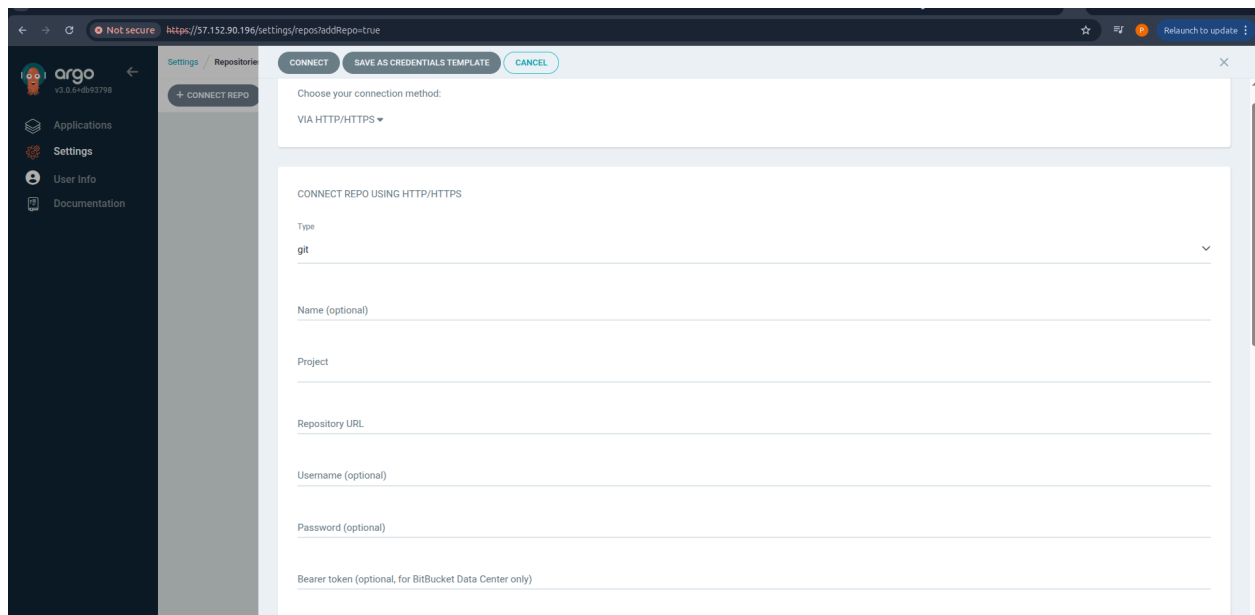 Not secure https://57.152.90.196/settings/repos?addRepo=true
P Relaunch to update
argo
v3.0.6+db93798
Applications
Settings
User Info
Documentation
Settings / Repositorie
+ CONNECT REPO
CONNECT SAVE AS CREDENTIALS TEMPLATE CANCEL
Choose your connection method:
VIA HTTP/HTTPS
CONNECT REPO USING HTTP/HTTPS
Type
git
Name (optional)
Project
Repository URL
Username (optional)
Password (optional)
Bearer token (optional, for BitBucket Data Center only)